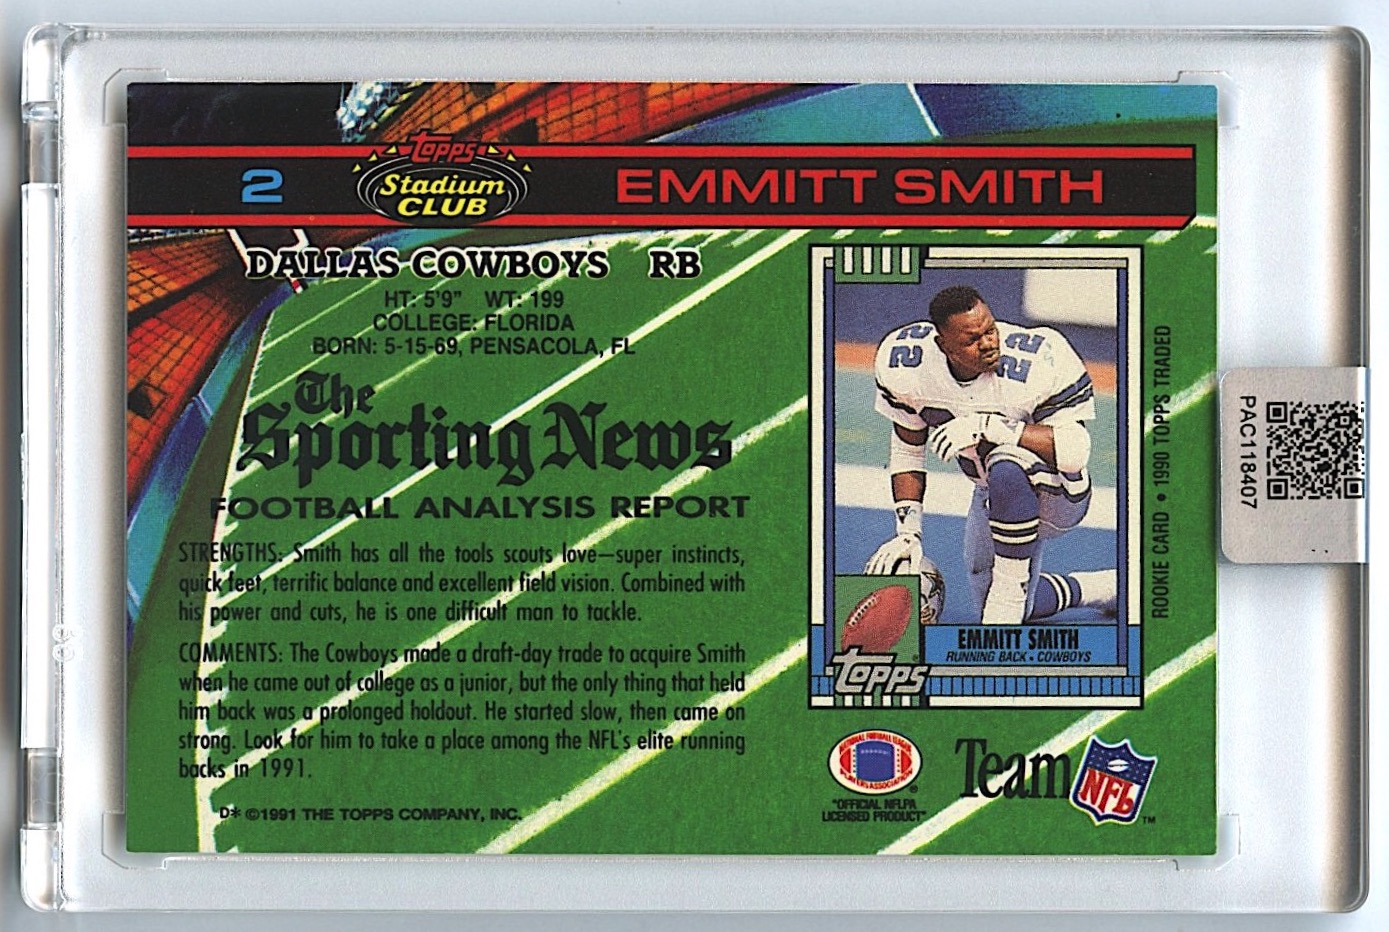 2
Topps
Stadium
CLUB
EMMITT SMITH
DALLAS COWBOYS RB
HT: 5'9" WT: 199
COLLEGE: FLORIDA
BORN: 5-15-69, PENSACOLA, FL
The
Sporting News
FOOTBALL ANALYSIS REPORT
STRENGTHS: Smith has all the tools scouts love—super instincts,
quick feet, terrific balance and excellent field vision. Combined with
his power and cuts, he is one difficult man to tackle.
COMMENTS: The Cowboys made a draft-day trade to acquire Smith
when he came out of college as a junior, but the only thing that held
him back was a prolonged holdout. He started slow, then came on
strong. Look for him to take a place among the NFL's elite running
backs in 1991.
D* ©1991 THE TOPPS COMPANY, INC.
22
22
EMMITT SMITH
RUNNING BACK • COWBOYS
Topps
ROOKIE CARD • 1990 TOPPS TRADED
NATIONAL FOOTBALL LEAGUE
PLAYERS ASSOCIATION
®
"OFFICIAL NFLPA
LICENSED PRODUCT"
Team
NFL
™
PAC118407